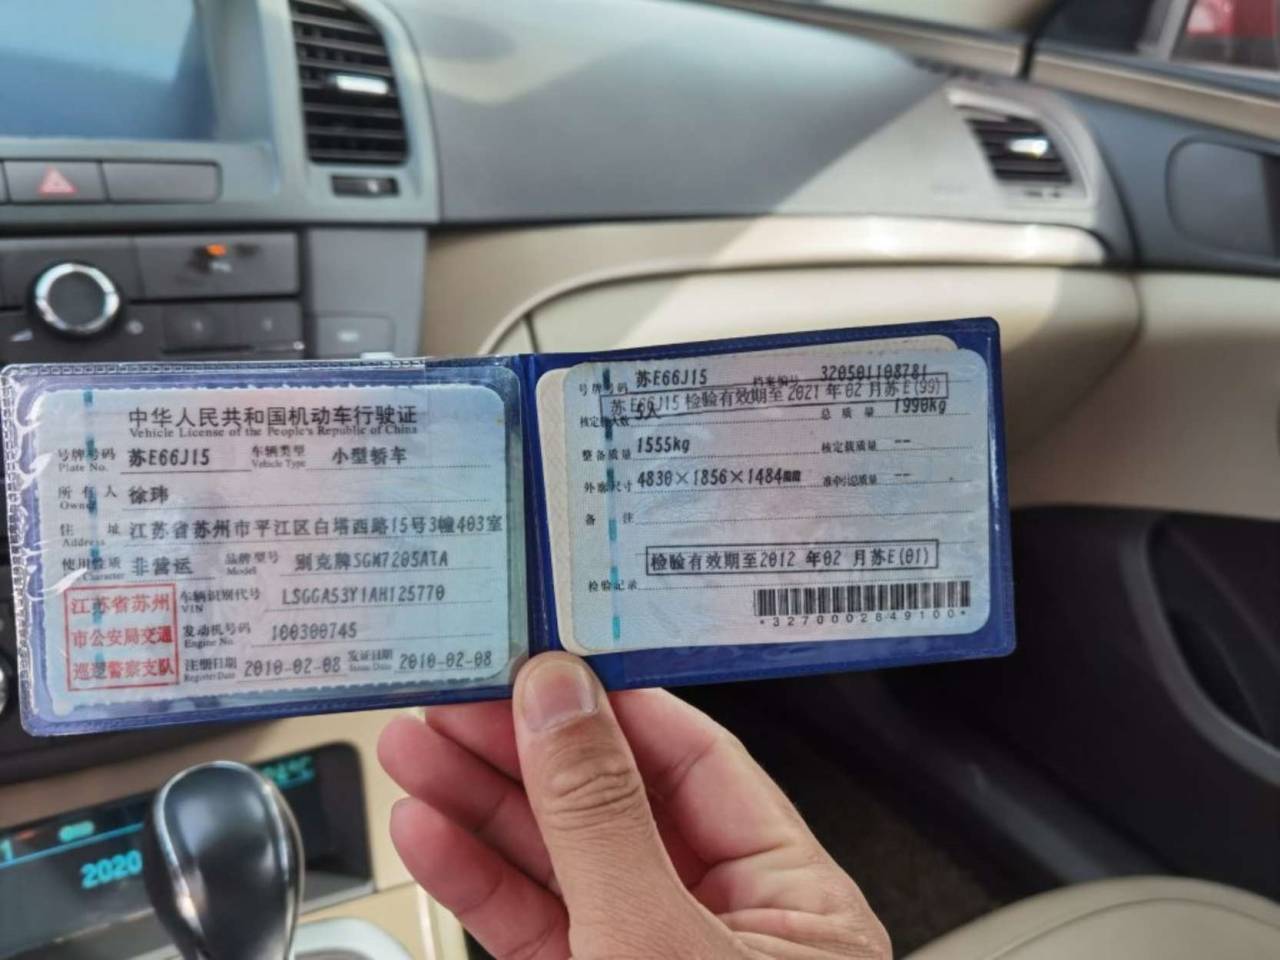 中华人民共和国机动车行驶证
Vehicle License of the People's Republic of China
号牌号码 苏E66J15 车辆类型 小型轿车
Plate No. Vehicle Type
所有人 徐玮
Owner
住址 江苏省苏州市平江区白塔西路15号3幢403室
Address
使用性质 非营运 品牌型号 别克牌SGM7205ATA
Use Character Model
江苏省苏州
市公安局交通
巡逻警察支队
车辆识别代号 LSGGA53Y1AH125770
VIN
发动机号码 100300745
Engine No.
注册日期 2010-02-08 发证日期 2010-02-08
Register Date Issue Date
号牌号码 苏E66J15 档案编号 320501108781
苏E66J15 检验有效期至2021年02月苏E(99)
核定载人数 5人 总质量 1990kg
整备质量 1555kg 核定载质量 --
外廓尺寸 4830×1856×1484mm 准牵引总质量 --
备注
检验有效期至2012 年02 月苏E(01)
检验记录
*3270002649100*
2020